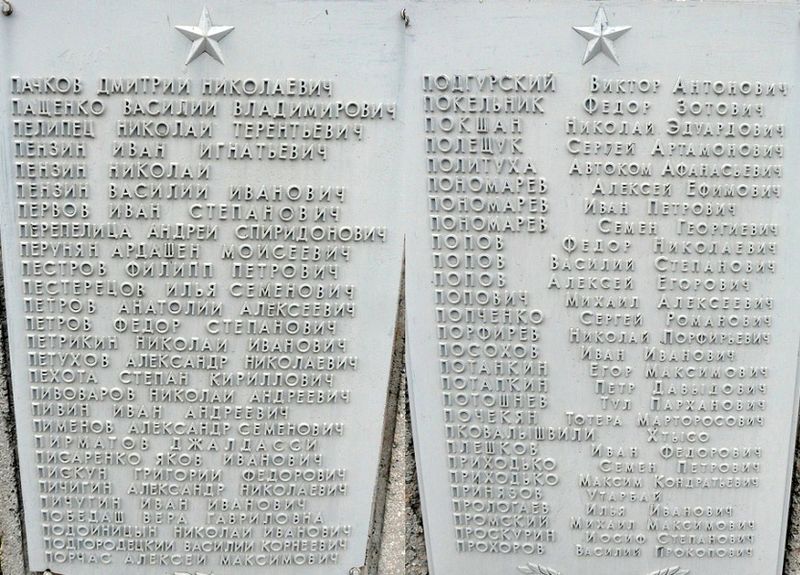 ПАЧКОВ ДМИТРИЙ НИКОЛАЕВИЧ
ПАЩЕНКО ВАСИЛИЙ ВЛАДИМИРОВИЧ
ПЕЛИПЕЦ НИКОЛАЙ ТЕРЕНТЬЕВИЧ
ПЕНЗИН ИВАН ИГНАТЬЕВИЧ
ПЕНЗИН НИКОЛАЙ
ПЕНЗИН ВАСИЛИЙ ИВАНОВИЧ
ПЕРВОВ ИВАН СТЕПАНОВИЧ
ПЕРЕПЕЛИЦА АНДРЕЙ СПИРИДОНОВИЧ
ПЕРУНЯН АРДАШЕН МОИСЕЕВИЧ
ПЕСТРОВ ФИЛИПП ПЕТРОВИЧ
ПЕСТЕРЕЦОВ ИЛЬЯ СЕМЕНОВИЧ
ПЕТРОВ АНАТОЛИЙ АЛЕКСЕЕВИЧ
ПЕТРОВ ФЕДОР СТЕПАНОВИЧ
ПЕТРИКИН НИКОЛАЙ ИВАНОВИЧ
ПЕТУХОВ АЛЕКСАНДР НИКОЛАЕВИЧ
ПЕХОТА СТЕПАН КИРИЛЛОВИЧ
ПИВОВАРОВ НИКОЛАЙ АНДРЕЕВИЧ
ПИВИН ИВАН АНДРЕЕВИЧ
ПИМЕНОВ АЛЕКСАНДР СЕМЕНОВИЧ
ПИРМАТОВ ДЖАЛДАССИ
ПИСАРЕНКО ЯКОВ ИВАНОВИЧ
ПИСКУН ГРИГОРИЙ ФЕДОРОВИЧ
ПИЧИГИН АЛЕКСАНДР НИКОЛАЕВИЧ
ПИЧУГИН ИВАН ИВАНОВИЧ
ПОБЕДАШ ВЕРА ГАВРИЛОВНА
ПОДОЙНИЦЫН НИКОЛАЙ ИВАНОВИЧ
ПОДГОРОДЕЦКИЙ ВАСИЛИЙ КОРНЕЕВИЧ
ПОРЧАС АЛЕКСЕЙ МАКСИМОВИЧ
ПОДГУРСКИЙ ВИКТОР АНТОНОВИЧ
ПОКЕЛЬНИК ФЕДОР ЗОТОВИЧ
ПОКШАН НИКОЛАЙ ЭДУАРДОВИЧ
ПОЛЕЩУК СЕРГЕЙ АРТАМОНОВИЧ
ПОЛИТУХА АВТОКОМ АФАНАСЬЕВИЧ
ПОНОМАРЕВ АЛЕКСЕЙ ЕФИМОВИЧ
ПОНОМАРЕВ ИВАН ПЕТРОВИЧ
ПОНОМАРЕВ СЕМЕН ГЕОРГИЕВИЧ
ПОПОВ ФЕДОР НИКОЛАЕВИЧ
ПОПОВ ВАСИЛИЙ СТЕПАНОВИЧ
ПОПОВ АЛЕКСЕЙ ЕГОРОВИЧ
ПОПОВИЧ МИХАИЛ АЛЕКСЕЕВИЧ
ПОПЧЕНКО СЕРГЕЙ РОМАНОВИЧ
ПОРФИРЕВ НИКОЛАЙ ПОРФИРЬЕВИЧ
ПОСОХОВ ИВАН ИВАНОВИЧ
ПОТАПКИН ЕГОР МАКСИМОВИЧ
ПОТАПКИН ПЕТР ДАВЫДОВИЧ
ПОТОШНЕВ ТУЛ ПАРХАНОВИЧ
ПОЧЕКЯН ТОТЕРА МАРТОРОСОВИЧ
ПКОВАЛЬШВИЛИ ХТЫСО
ПЛЕШКОВ ИВАН ФЕДОРОВИЧ
ПРИХОДЬКО СЕМЕН ПЕТРОВИЧ
ПРИХОДЬКО МАКСИМ КОНДРАТЬЕВИЧ
ПРИНЯЗОВ УТАРБАЙ
ПРОЛОГАЕВ ИЛЬЯ ИВАНОВИЧ
ПРОМСКИЙ МИХАИЛ МАКСИМОВИЧ
ПРОСКУРИН ИОСИФ СТЕПАНОВИЧ
ПРОХОРОВ ВАСИЛИЙ ПРОКОПОВИЧ